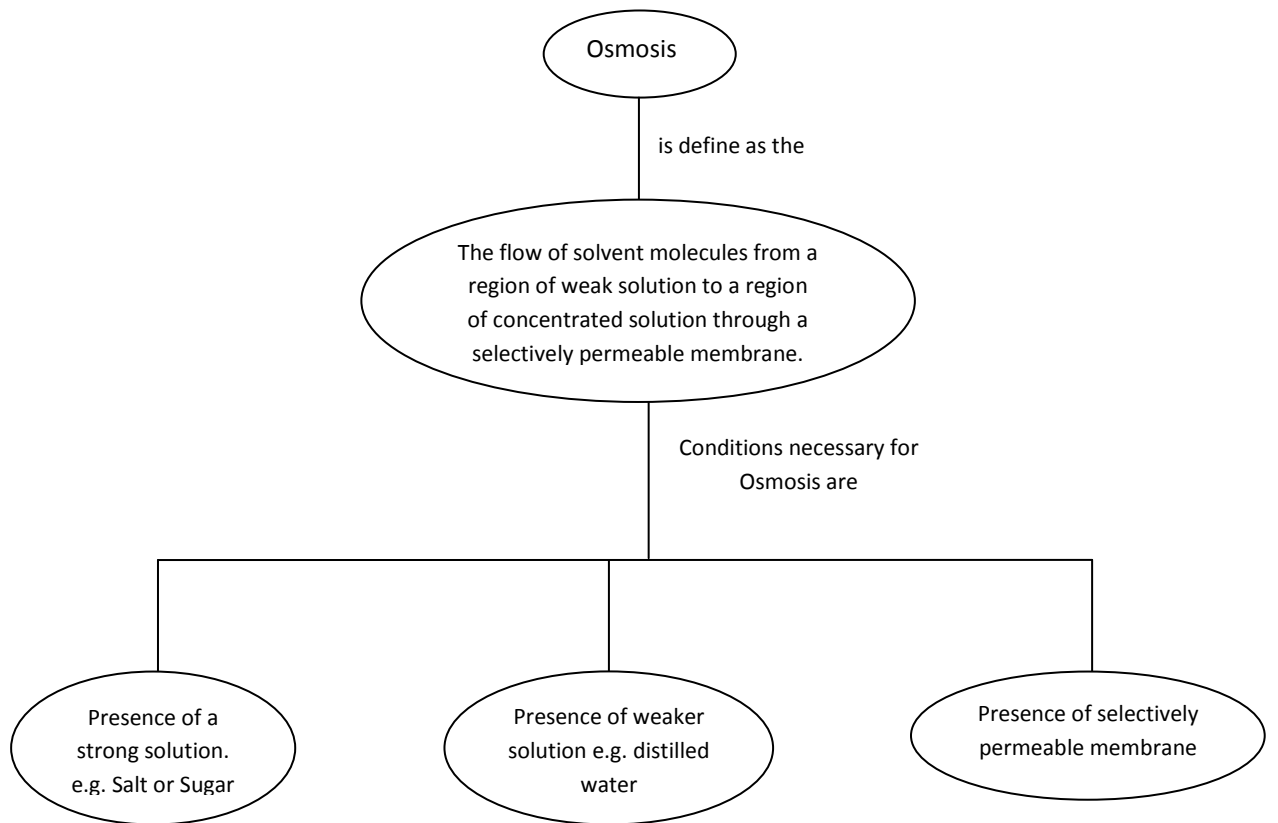 Osmosis
is define as the
The flow of solvent molecules from a
region of weak solution to a region
of concentrated solution through a
selectively permeable membrane.
Conditions necessary for
Osmosis are
Presence of a
strong solution.
e.g. Salt or Sugar
Presence of weaker
solution e.g. distilled
water
Presence of selectively
permeable membrane